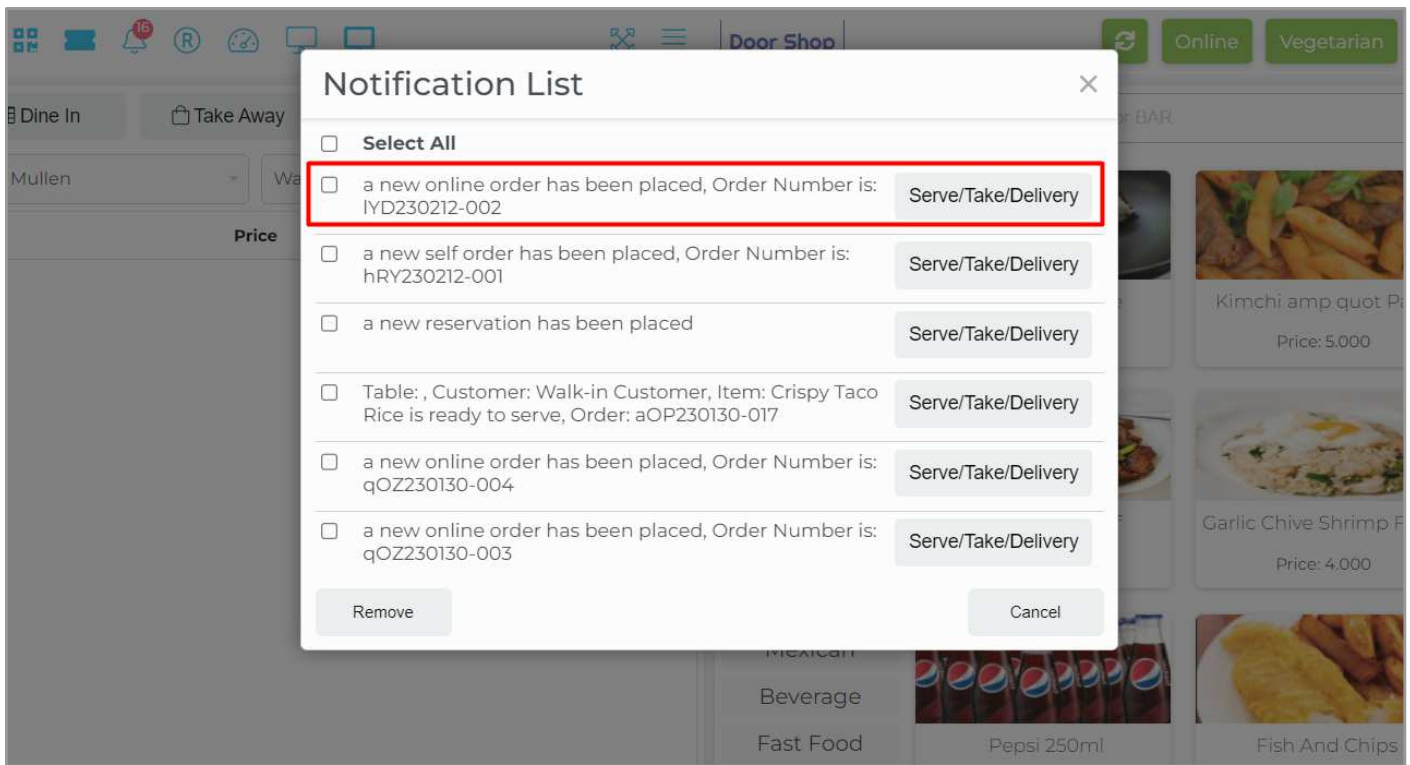 16
R
Door Shop
Online
Vegetarian
Notification List
×
Dine In
Take Away
BAR
Select All
Mullen
Wa
a new online order has been placed, Order Number is:
lYD230212-002
Serve/Take/Delivery
Price
a new self order has been placed, Order Number is:
hRY230212-001
Serve/Take/Delivery
Kimchi amp quot Pa
a new reservation has been placed
Serve/Take/Delivery
Price: 5.000
Table: , Customer: Walk-in Customer, Item: Crispy Taco
Rice is ready to serve, Order: aOP230130-017
Serve/Take/Delivery
a new online order has been placed, Order Number is:
qOZ230130-004
Serve/Take/Delivery
Garlic Chive Shrimp F
a new online order has been placed, Order Number is:
qOZ230130-003
Serve/Take/Delivery
Price: 4.000
Remove
Cancel
Mexican
Beverage
Fast Food
Pepsi 250ml
Fish And Chips